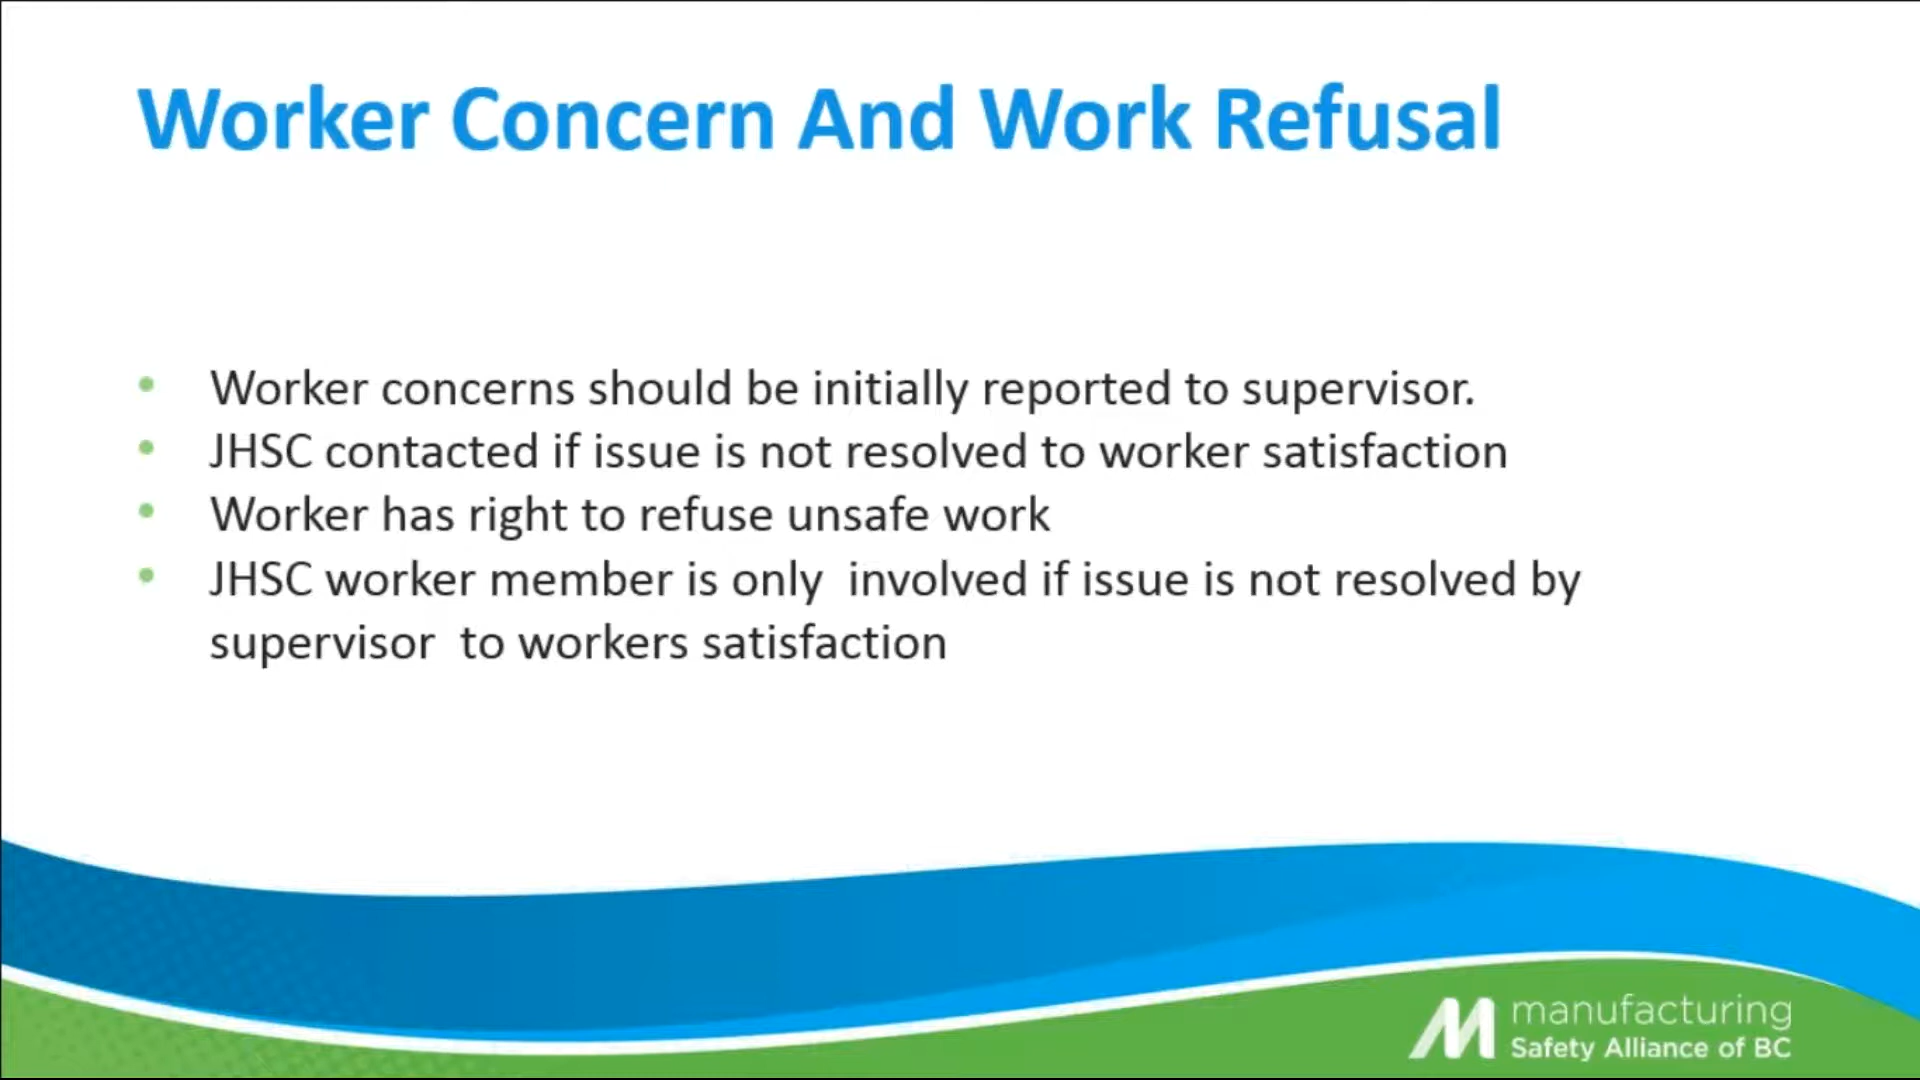 Worker Concern And Work Refusal
• Worker concerns should be initially reported to supervisor.
• JHSC contacted if issue is not resolved to worker satisfaction
• Worker has right to refuse unsafe work
• JHSC worker member is only  involved if issue is not resolved by
supervisor  to workers satisfaction
manufacturing
Safety Alliance of BC